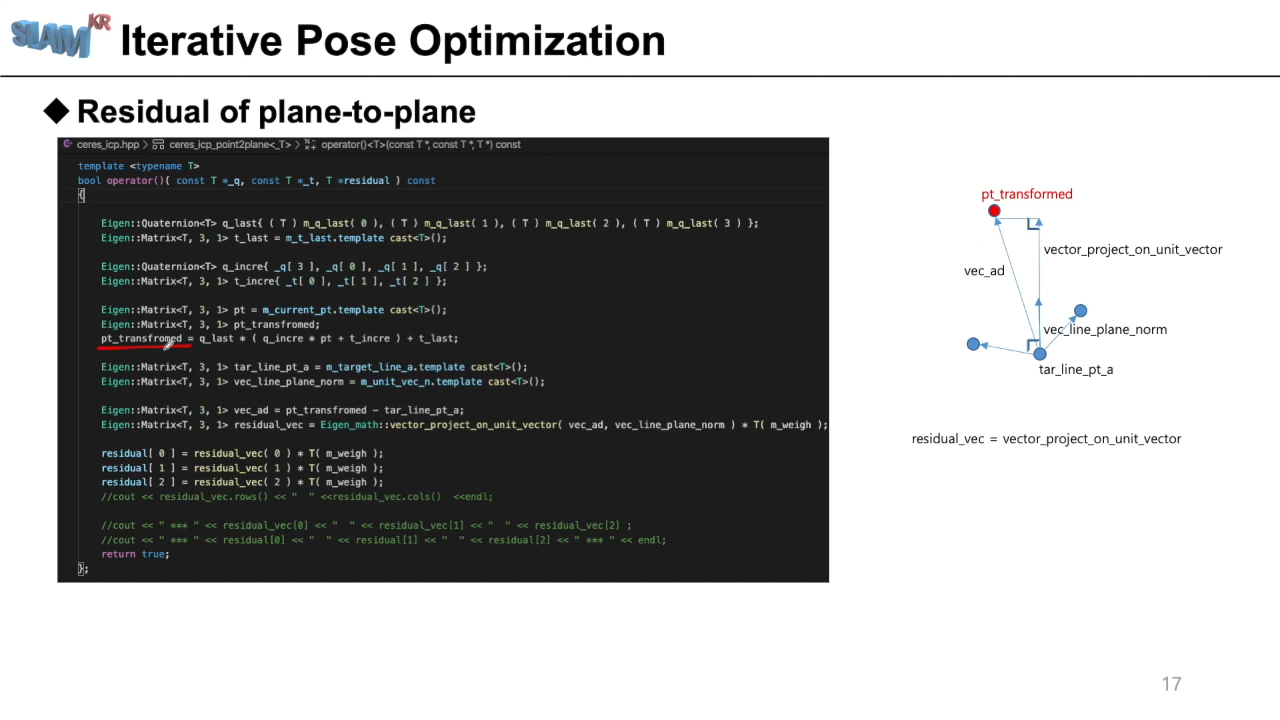 SLAM KR
Iterative Pose Optimization
◆ Residual of plane-to-plane
ceres_icp.hpp > ceres_icp_point2plane<_T> > operator()<T>(const T *, const T *, T *) const
template <typename T>
bool operator()( const T *_q, const T *_t, T *residual ) const
{
Eigen::Quaternion<T> q_last{ ( T ) m_q_last( 0 ), ( T ) m_q_last( 1 ), ( T ) m_q_last( 2 ), ( T ) m_q_last( 3 ) };
Eigen::Matrix<T, 3, 1> t_last = m_t_last.template cast<T>();
Eigen::Quaternion<T> q_incre{ _q[ 3 ], _q[ 0 ], _q[ 1 ], _q[ 2 ] };
Eigen::Matrix<T, 3, 1> t_incre{ _t[ 0 ], _t[ 1 ], _t[ 2 ] };
Eigen::Matrix<T, 3, 1> pt = m_current_pt.template cast<T>();
Eigen::Matrix<T, 3, 1> pt_transfromed;
pt_transfromed = q_last * ( q_incre * pt + t_incre ) + t_last;
Eigen::Matrix<T, 3, 1> tar_line_pt_a = m_target_line_a.template cast<T>();
Eigen::Matrix<T, 3, 1> vec_line_plane_norm = m_unit_vec_n.template cast<T>();
Eigen::Matrix<T, 3, 1> vec_ad = pt_transfromed - tar_line_pt_a;
Eigen::Matrix<T, 3, 1> residual_vec = Eigen_math::vector_project_on_unit_vector( vec_ad, vec_line_plane_norm ) * T( m_weigh );
residual[ 0 ] = residual_vec( 0 ) * T( m_weigh );
residual[ 1 ] = residual_vec( 1 ) * T( m_weigh );
residual[ 2 ] = residual_vec( 2 ) * T( m_weigh );
//cout << residual_vec.rows() << "  " <<residual_vec.cols()  <<endl;
//cout << " *** " << residual_vec[0] << "  " << residual_vec[1] << "  " << residual_vec[2] ;
//cout << " *** " << residual[0] << "  " << residual[1] << "  " << residual[2] << " *** " << endl;
return true;
};
pt_transformed
vector_project_on_unit_vector
vec_ad
vec_line_plane_norm
tar_line_pt_a
residual_vec = vector_project_on_unit_vector
17